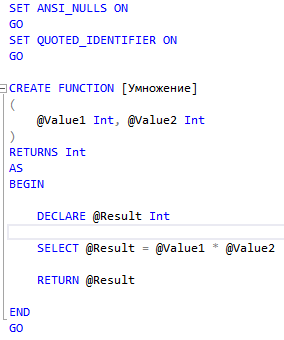 SET ANSI_NULLS ON
GO
SET QUOTED_IDENTIFIER ON
GO
CREATE FUNCTION [Умножение]
(
@Value1 Int, @Value2 Int
)
RETURNS Int
AS
BEGIN
DECLARE @Result Int
SELECT @Result = @Value1 * @Value2
RETURN @Result
END
GO